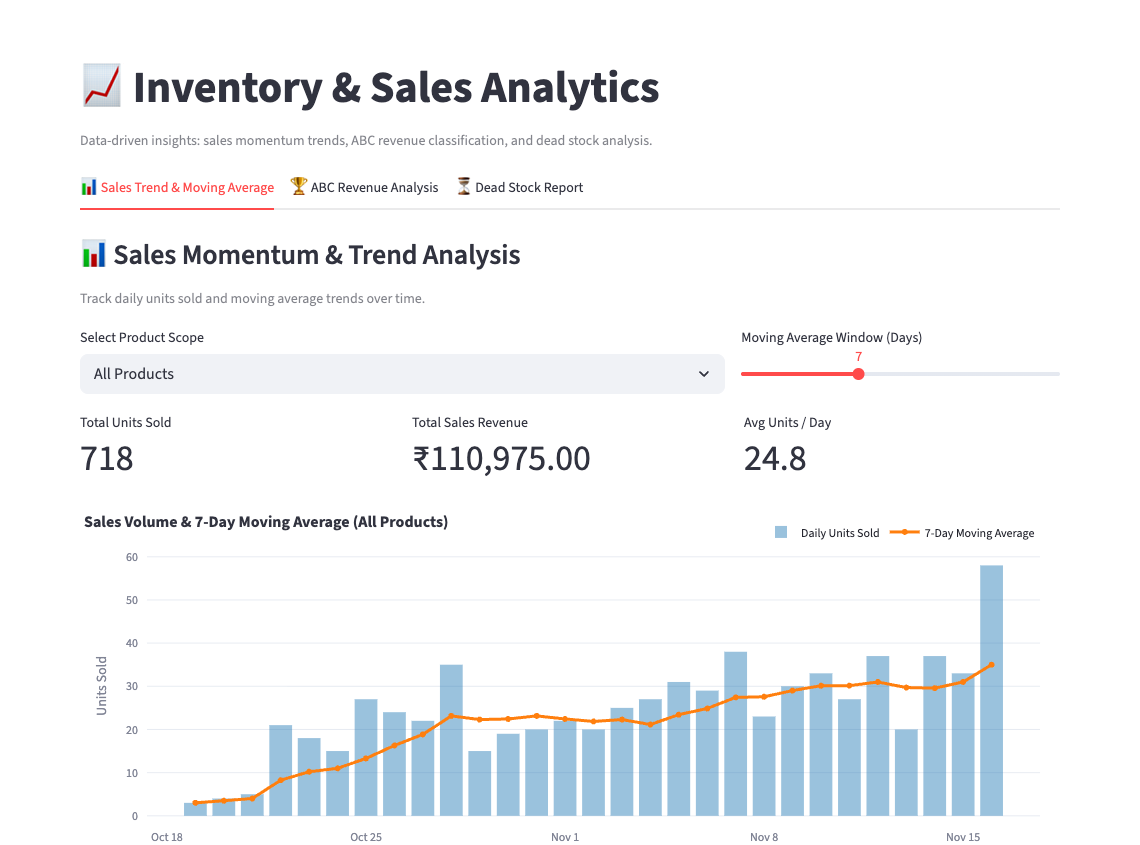 📈 Inventory & Sales Analytics
Data-driven insights: sales momentum trends, ABC revenue classification, and dead stock analysis.
📊 Sales Trend & Moving Average 🏆 ABC Revenue Analysis ⏳ Dead Stock Report
📊 Sales Momentum & Trend Analysis
Track daily units sold and moving average trends over time.
Select Product Scope
All Products
Moving Average Window (Days)
7
Total Units Sold
718
Total Sales Revenue
₹110,975.00
Avg Units / Day
24.8
Sales Volume & 7-Day Moving Average (All Products)
Daily Units Sold 7-Day Moving Average
60
50
40
30
20
10
0
Units Sold
Oct 18 Oct 25 Nov 1 Nov 8 Nov 15